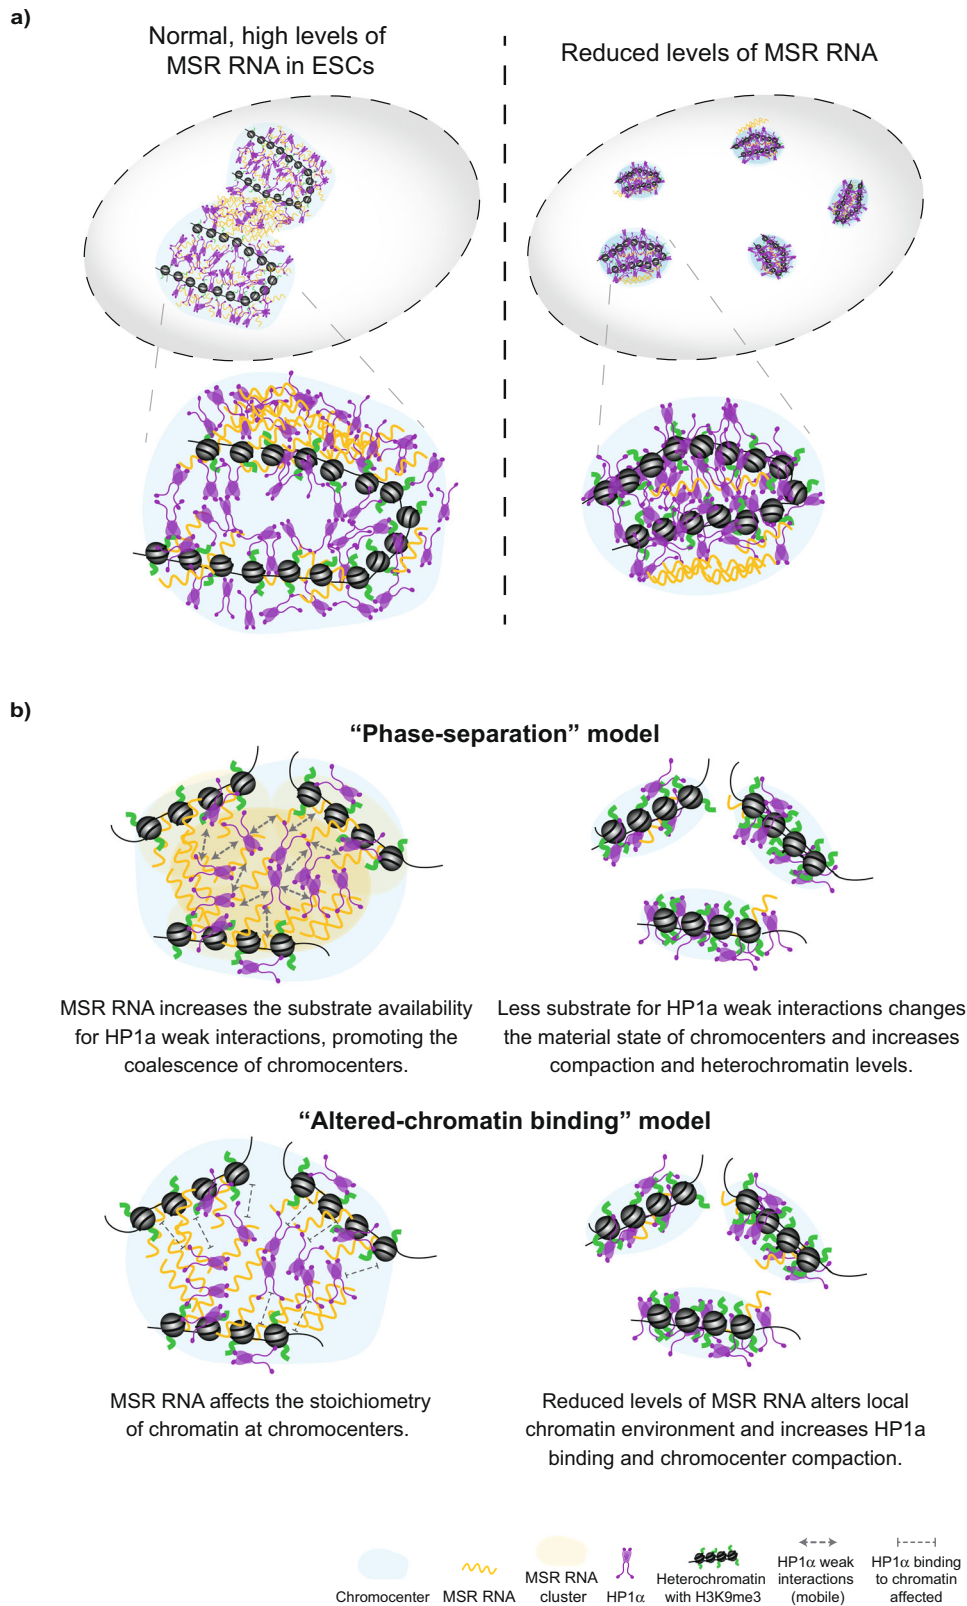 a)
Normal, high levels of
MSR RNA in ESCs
Reduced levels of MSR RNA
b)
“Phase-separation” model
MSR RNA increases the substrate availability
for HP1a weak interactions, promoting the
coalescence of chromocenters.
Less substrate for HP1a weak interactions changes
the material state of chromocenters and increases
compaction and heterochromatin levels.
“Altered-chromatin binding” model
MSR RNA affects the stoichiometry
of chromatin at chromocenters.
Reduced levels of MSR RNA alters local
chromatin environment and increases HP1a
binding and chromocenter compaction.
Chromocenter
MSR RNA
MSR RNA
cluster
HP1α
Heterochromatin
with H3K9me3
HP1α weak
interactions
(mobile)
HP1α binding
to chromatin
affected